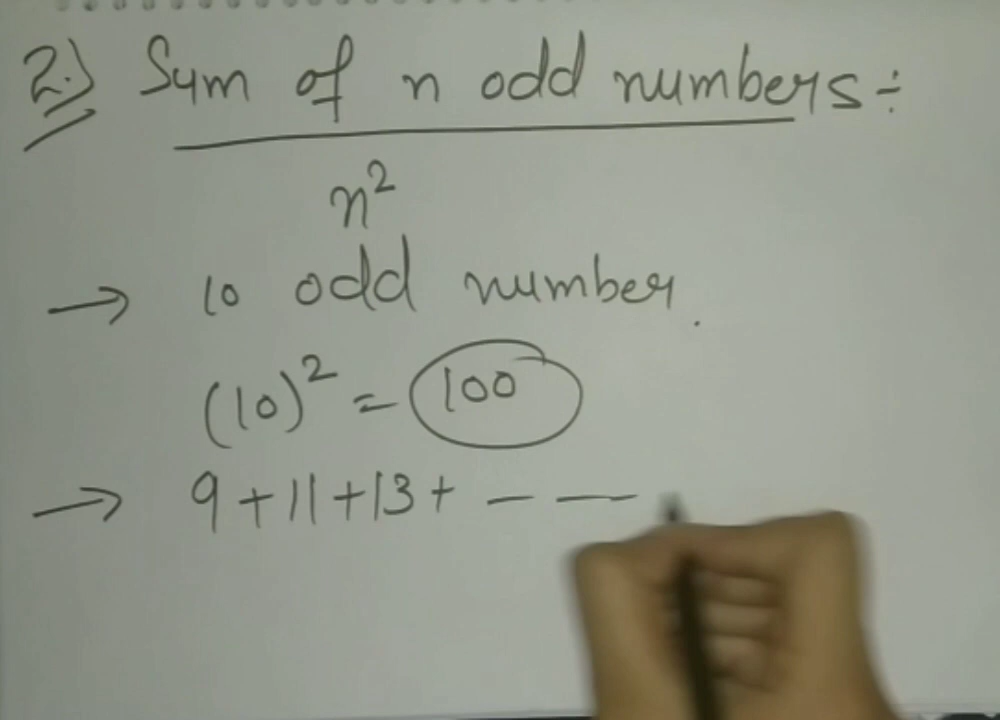 2.) Sum of n odd numbers ÷
n²
→ 10 odd number.
(10)² = 100
→ 9+11+13+ — —